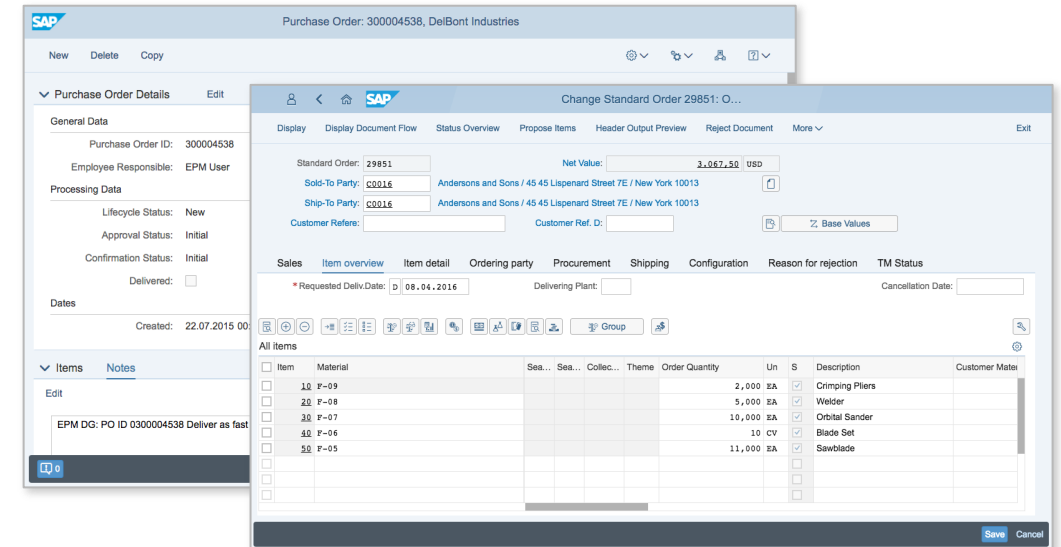 SAP
Purchase Order: 300004538, DelBont Industries
New Delete Copy
Purchase Order Details Edit
General Data
Purchase Order ID: 300004538
Employee Responsible: EPM User
Processing Data
Lifecycle Status: New
Approval Status: Initial
Confirmation Status: Initial
Delivered:
Dates
Created: 22.07.2015 00:
Items Notes
Edit
EPM DG: PO ID 0300004538 Deliver as fast
0
SAP
Change Standard Order 29851: O...
Display Display Document Flow Status Overview Propose Items Header Output Preview Reject Document More Exit
Standard Order: 29851 Net Value: 3.067,50 USD
Sold-To Party: C0016 Andersons and Sons / 45 45 Lispenard Street 7E / New York 10013
Ship-To Party: C0016 Andersons and Sons / 45 45 Lispenard Street 7E / New York 10013
Customer Refere: Customer Ref. D: Base Values
Sales Item overview Item detail Ordering party Procurement Shipping Configuration Reason for rejection TM Status
* Requested Deliv.Date: D 08.04.2016 Delivering Plant: Cancellation Date:
Group
All items
Item Material Sea... Sea... Collec... Theme Order Quantity Un S Description Customer Mater
10 F-09 2,000 EA Crimping Pliers
20 F-08 5,000 EA Welder
30 F-07 10,000 EA Orbital Sander
40 F-06 10 CV Blade Set
50 F-05 11,000 EA Sawblade
Save Cancel